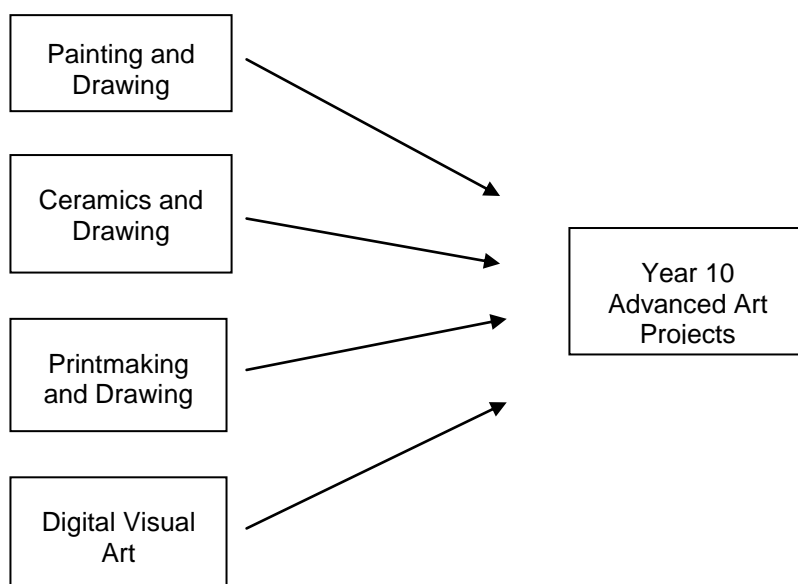 Painting and
Drawing
Ceramics and
Drawing
Year 10
Advanced Art
Projects
Printmaking
and Drawing
Digital Visual
Art